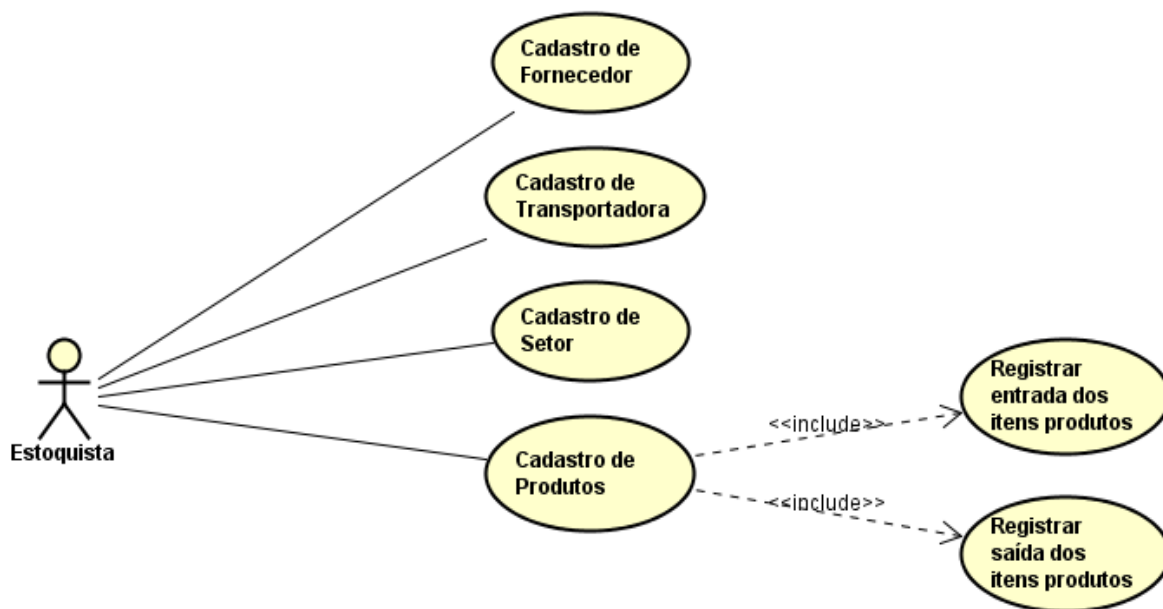 Cadastro de
Fornecedor
Cadastro de
Transportadora
Cadastro de
Setor
Estoquista
Cadastro de
Produtos
<<include>>
<<include>>
Registrar
entrada dos
itens produtos
Registrar
saída dos
itens produtos